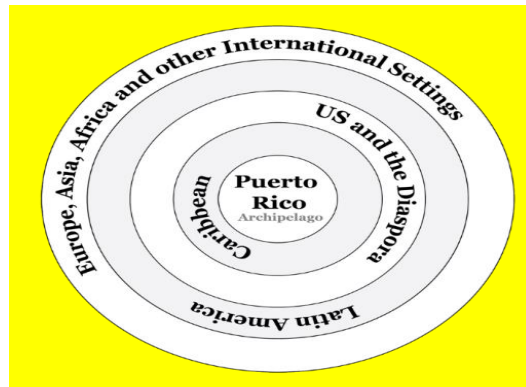 Europe, Asia, Africa and other International Settings
US and the Diaspora
Puerto
Rico
Archipelago
Caribbean
Latin America